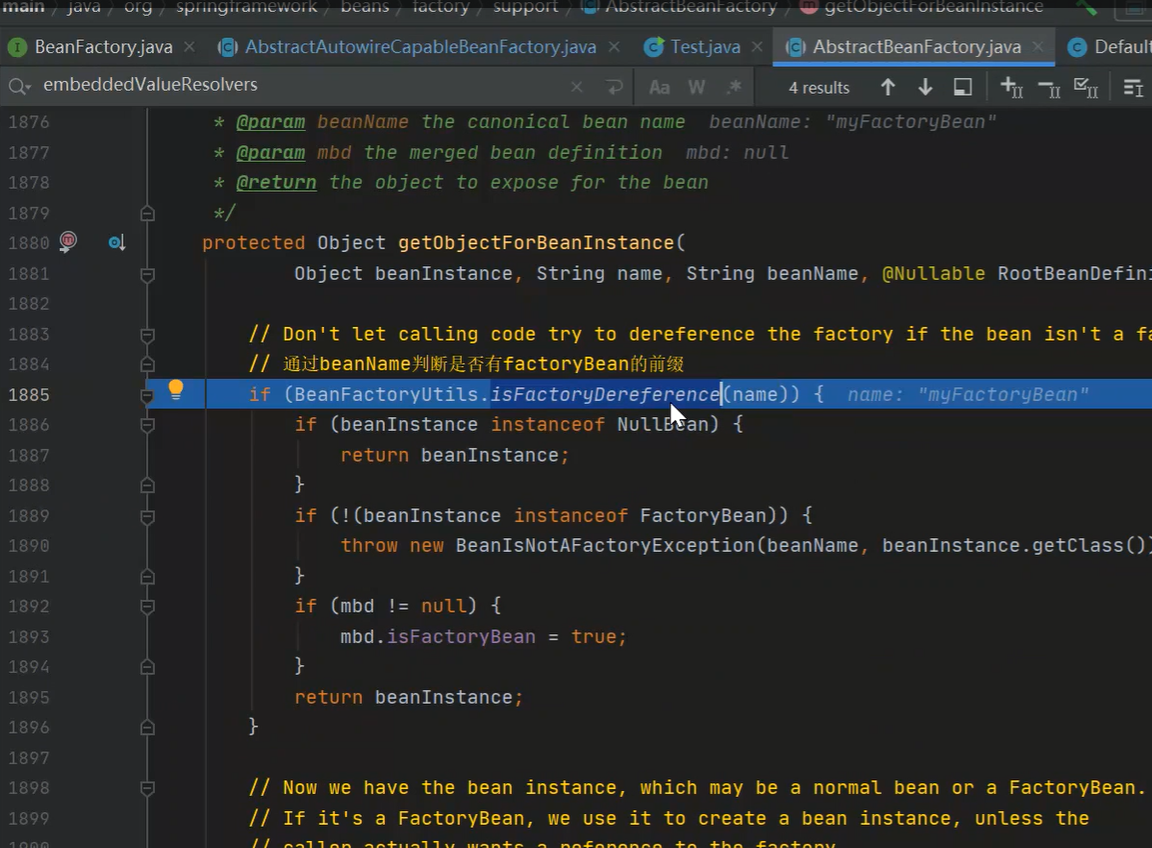 main / java / org / springframework / beans / factory / support / AbstractBeanFactory / getObjectForBeanInstance
BeanFactory.java × AbstractAutowireCapableBeanFactory.java × Test.java × AbstractBeanFactory.java × Default
embeddedValueResolvers × Aa W .* 4 results
1876 * @param beanName the canonical bean name beanName: "myFactoryBean"
1877 * @param mbd the merged bean definition mbd: null
1878 * @return the object to expose for the bean
1879 */
1880 protected Object getObjectForBeanInstance(
1881 Object beanInstance, String name, String beanName, @Nullable RootBeanDefini
1882
1883 // Don't let calling code try to dereference the factory if the bean isn't a fa
1884 // 通过beanName判断是否有factoryBean的前缀
1885 if (BeanFactoryUtils.isFactoryDereference(name)) { name: "myFactoryBean"
1886 if (beanInstance instanceof NullBean) {
1887 return beanInstance;
1888 }
1889 if (!(beanInstance instanceof FactoryBean)) {
1890 throw new BeanIsNotAFactoryException(beanName, beanInstance.getClass())
1891 }
1892 if (mbd != null) {
1893 mbd.isFactoryBean = true;
1894 }
1895 return beanInstance;
1896 }
1897
1898 // Now we have the bean instance, which may be a normal bean or a FactoryBean.
1899 // If it's a FactoryBean, we use it to create a bean instance, unless the
1900 // caller actually wants a reference to the factory.